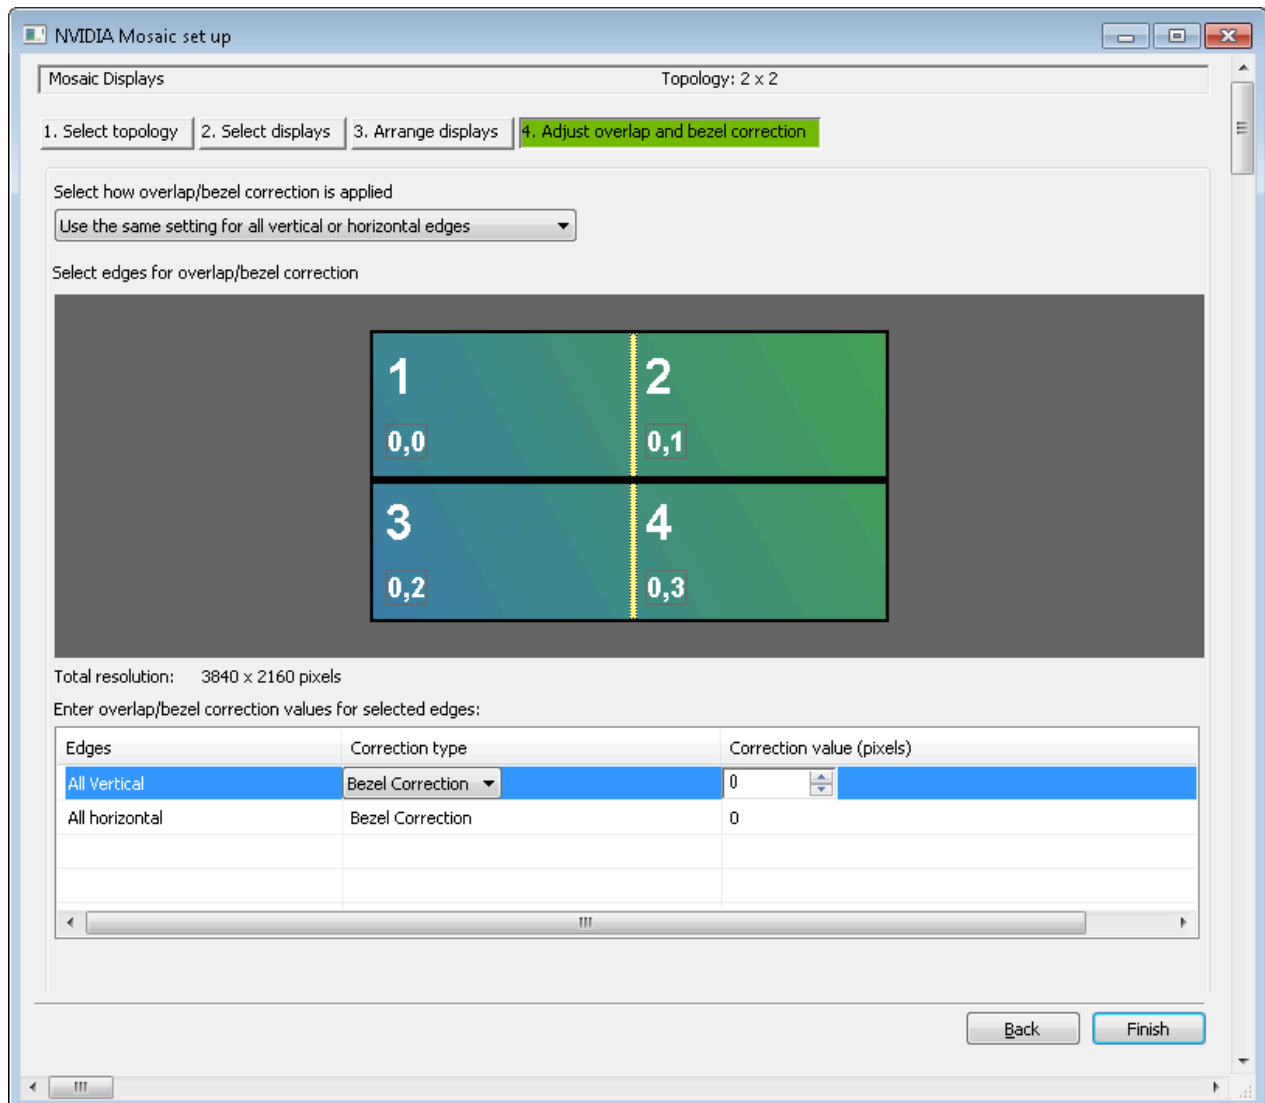 NVIDIA Mosaic set up
Mosaic Displays Topology: 2 x 2
1. Select topology 2. Select displays 3. Arrange displays 4. Adjust overlap and bezel correction
Select how overlap/bezel correction is applied
Use the same setting for all vertical or horizontal edges
Select edges for overlap/bezel correction
1 2
0,0 0,1
3 4
0,2 0,3
Total resolution: 3840 x 2160 pixels
Enter overlap/bezel correction values for selected edges:
Edges Correction type Correction value (pixels)
All Vertical Bezel Correction 0
All horizontal Bezel Correction 0
Back Finish